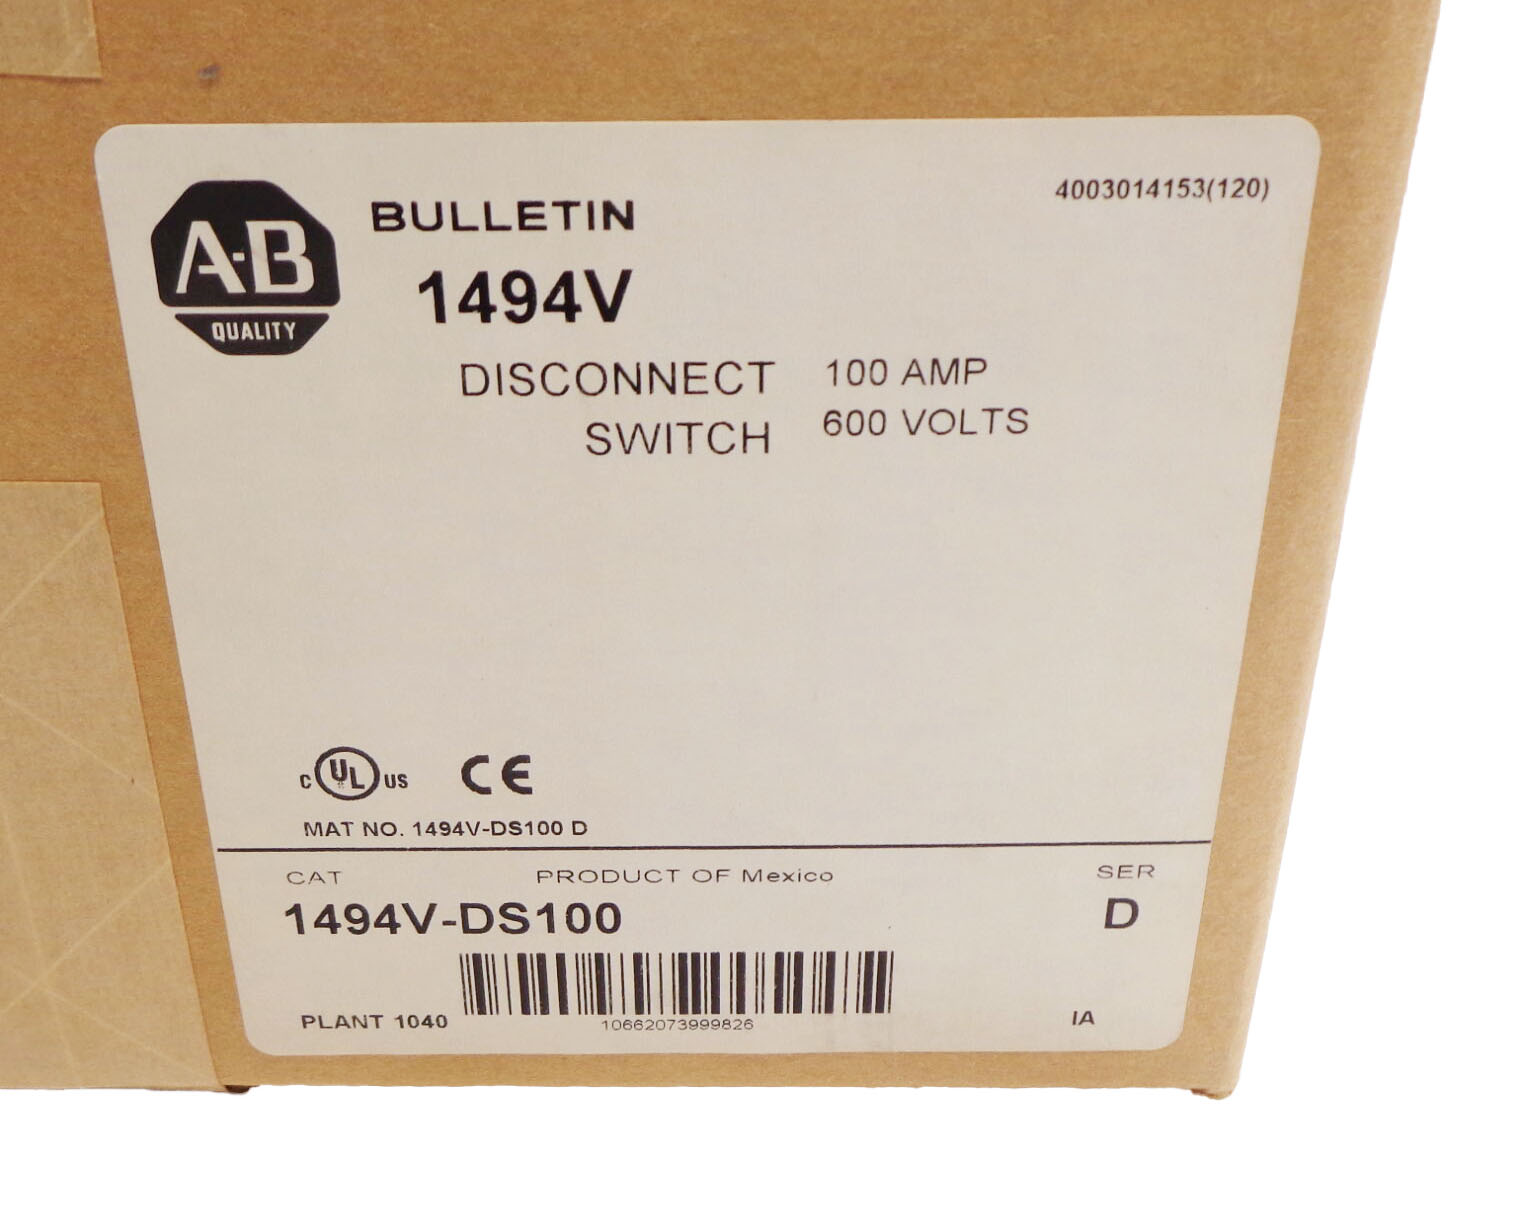 4003014153(120)
A-B
QUALITY
BULLETIN
1494V
DISCONNECT 100 AMP
SWITCH 600 VOLTS
c UL US CE
MAT NO. 1494V-DS100 D
CAT PRODUCT OF Mexico SER
1494V-DS100 D
PLANT 1040 10662073999826 IA